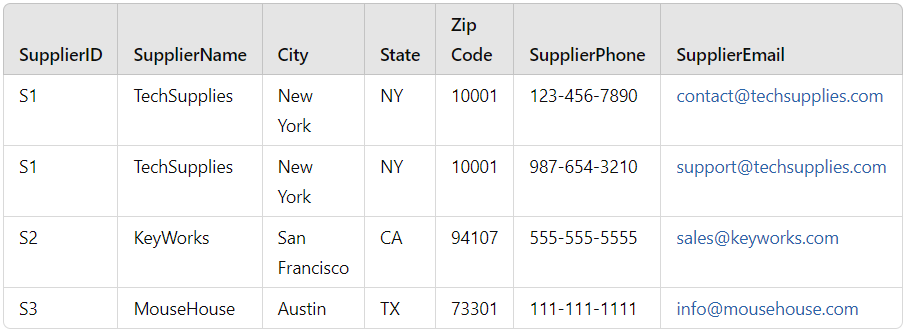 SupplierID SupplierName City State Zip Code SupplierPhone SupplierEmail
S1 TechSupplies New York NY 10001 123-456-7890 contact@techsupplies.com
S1 TechSupplies New York NY 10001 987-654-3210 support@techsupplies.com
S2 KeyWorks San Francisco CA 94107 555-555-5555 sales@keyworks.com
S3 MouseHouse Austin TX 73301 111-111-1111 info@mousehouse.com